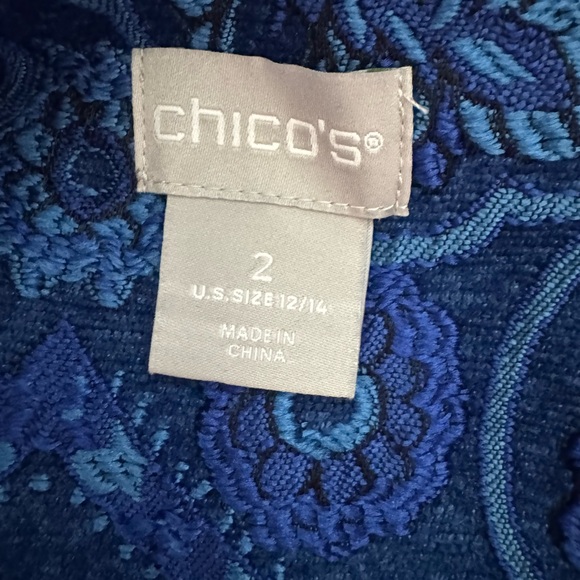 chico's®
2
U.S. SIZE 12/14
MADE IN
CHINA